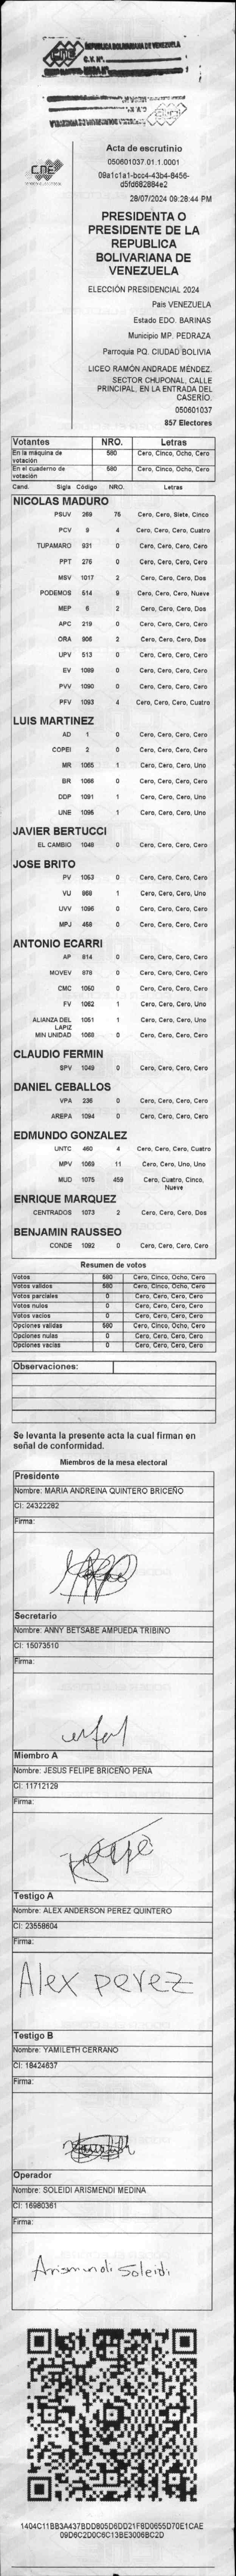 REPUBLICA BOLIVARIANA DE VENEZUELA
CNE
Acta de escrutinio
050601037.01.1.0001
28/07/2024 09:28:44 PM
PRESIDENTA O
PRESIDENTE DE LA
REPUBLICA
BOLIVARIANA DE
VENEZUELA
ELECCIÓN PRESIDENCIAL 2024
Pais VENEZUELA
Estado EDO. BARINAS
Municipio MP. PEDRAZA
Parroquia PQ. CIUDAD BOLIVIA
LICEO RAMÓN ANDRADE MÉNDEZ.
SECTOR CHUPONAL, CALLE
PRINCIPAL, EN LA ENTRADA DEL
CASERÍO.
050601037
857 Electores
Votantes NRO. Letras
En la máquina de votación 580 Cero, Cinco, Ocho, Cero
En el cuaderno de votación 580 Cero, Cinco, Ocho, Cero
Cand. Sigla Código NRO. Letras
NICOLAS MADURO
PSUV 269 75 Cero, Cero, Siete, Cinco
PCV 9 4 Cero, Cero, Cero, Cuatro
TUPAMARO 931 0 Cero, Cero, Cero, Cero
PPT 275 0 Cero, Cero, Cero, Cero
MSV 1017 2 Cero, Cero, Cero, Dos
PODEMOS 514 9 Cero, Cero, Cero, Nueve
MEP 6 2 Cero, Cero, Cero, Dos
APC 219 0 Cero, Cero, Cero, Cero
ORA 906 2 Cero, Cero, Cero, Dos
UPV 513 0 Cero, Cero, Cero, Cero
EV 1089 0 Cero, Cero, Cero, Cero
PVV 1090 0 Cero, Cero, Cero, Cero
PFV 1093 4 Cero, Cero, Cero, Cuatro
LUIS MARTINEZ
AD 1 0 Cero, Cero, Cero, Cero
COPEI 2 0 Cero, Cero, Cero, Cero
MR 1065 1 Cero, Cero, Cero, Uno
BR 1066 0 Cero, Cero, Cero, Cero
DDP 1091 1 Cero, Cero, Cero, Uno
UNE 1095 1 Cero, Cero, Cero, Uno
JAVIER BERTUCCI
EL CAMBIO 1048 0 Cero, Cero, Cero, Cero
JOSE BRITO
PV 1053 0 Cero, Cero, Cero, Cero
VU 868 1 Cero, Cero, Cero, Uno
UVV 1096 0 Cero, Cero, Cero, Cero
MPJ 458 0 Cero, Cero, Cero, Cero
ANTONIO ECARRI
AP 814 0 Cero, Cero, Cero, Cero
MOVEV 878 0 Cero, Cero, Cero, Cero
CMC 1050 0 Cero, Cero, Cero, Cero
FV 1062 1 Cero, Cero, Cero, Uno
ALIANZA DEL LAPIZ 1051 1 Cero, Cero, Cero, Uno
MIN UNIDAD 1068 0 Cero, Cero, Cero, Cero
CLAUDIO FERMIN
SPV 1049 0 Cero, Cero, Cero, Cero
DANIEL CEBALLOS
VPA 236 0 Cero, Cero, Cero, Cero
AREPA 1094 0 Cero, Cero, Cero, Cero
EDMUNDO GONZALEZ
UNTC 460 4 Cero, Cero, Cero, Cuatro
MPV 1069 11 Cero, Cero, Uno, Uno
MUD 1075 459 Cero, Cuatro, Cinco, Nueve
ENRIQUE MARQUEZ
CENTRADOS 1073 2 Cero, Cero, Cero, Dos
BENJAMIN RAUSSEO
CONDE 1092 0 Cero, Cero, Cero, Cero
Resumen de votos
Votos 580 Cero, Cinco, Ocho, Cero
Votos validos 580 Cero, Cinco, Ocho, Cero
Votos parciales 0 Cero, Cero, Cero, Cero
Votos nulos 0 Cero, Cero, Cero, Cero
Votos vacios 0 Cero, Cero, Cero, Cero
Opciones validas 580 Cero, Cinco, Ocho, Cero
Opciones nulas 0 Cero, Cero, Cero, Cero
Opciones vacias 0 Cero, Cero, Cero, Cero
Observaciones:
Se levanta la presente acta la cual firman en
señal de conformidad.
Miembros de la mesa electoral
Presidente
Nombre: MARIA ANDREINA QUINTERO BRICEÑO
CI: 24322282
Firma:
Secretario
Nombre: ANNY BETSABE AMPUEDA TRIBINO
CI: 15073510
Firma:
Miembro A
Nombre: JESUS FELIPE BRICEÑO PEÑA
CI: 11712129
Firma:
Testigo A
Nombre: ALEX ANDERSON PEREZ QUINTERO
CI: 23558604
Firma:
Alex perez
Testigo B
Nombre: YAMILETH CERRANO
CI: 18424637
Firma:
Operador
Nombre: SOLEIDI ARISMENDI MEDINA
CI: 16980361
Firma:
Arismendi Soleidi